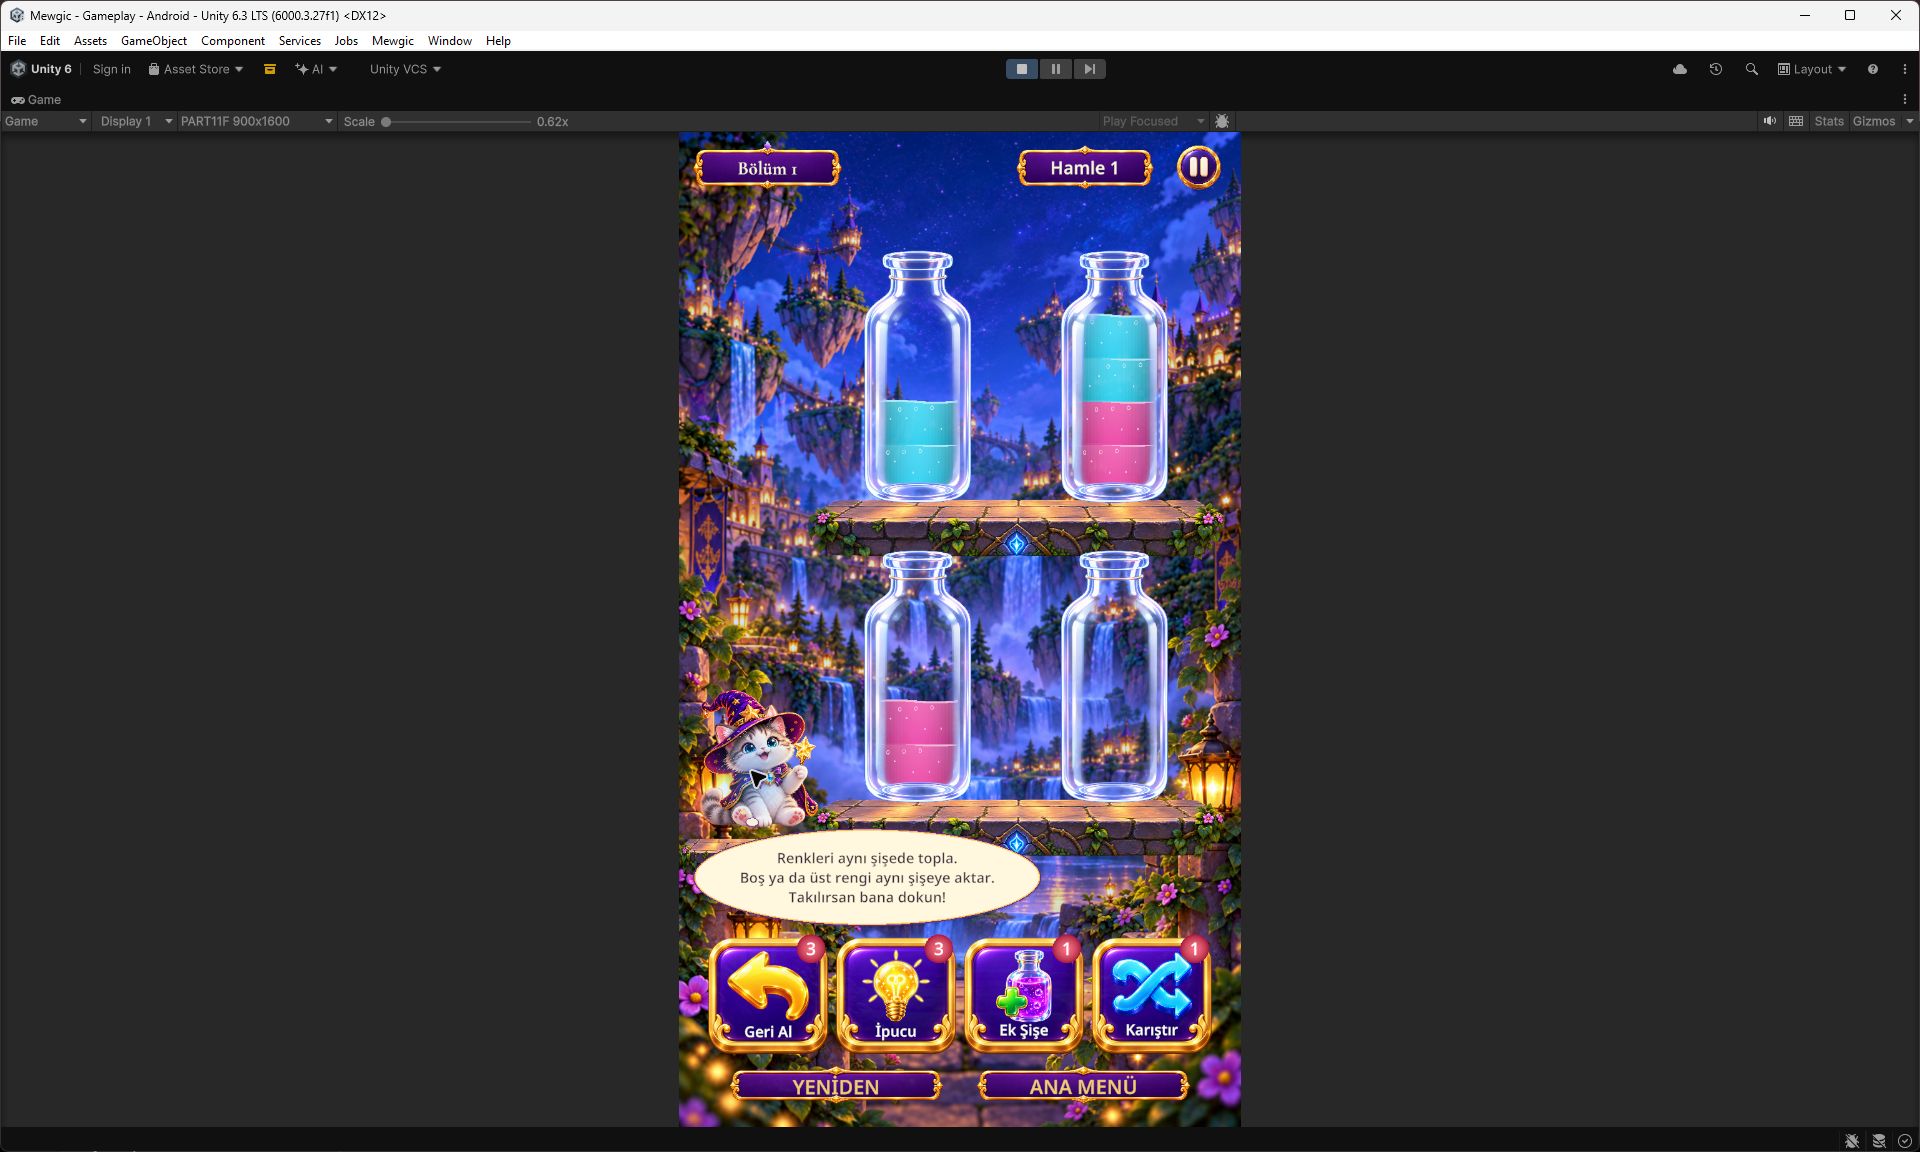 Mewgic - Gameplay - Android - Unity 6.3 LTS (6000.3.27f1) <DX12>
File Edit Assets GameObject Component Services Jobs Mewgic Window Help
Unity 6 Sign in Asset Store AI Unity VCS Layout
Game
Game Display 1 PART11F 900x1600 Scale 0.62x Play Focused Stats Gizmos
Bölüm 1 Hamle 1
Renkleri aynı şişede topla.
Boş ya da üst rengi aynı şişeye aktar.
Takılırsan bana dokun!
3 3 1 1
Geri Al İpucu Ek Şişe Karıştır
YENİDEN ANA MENÜ